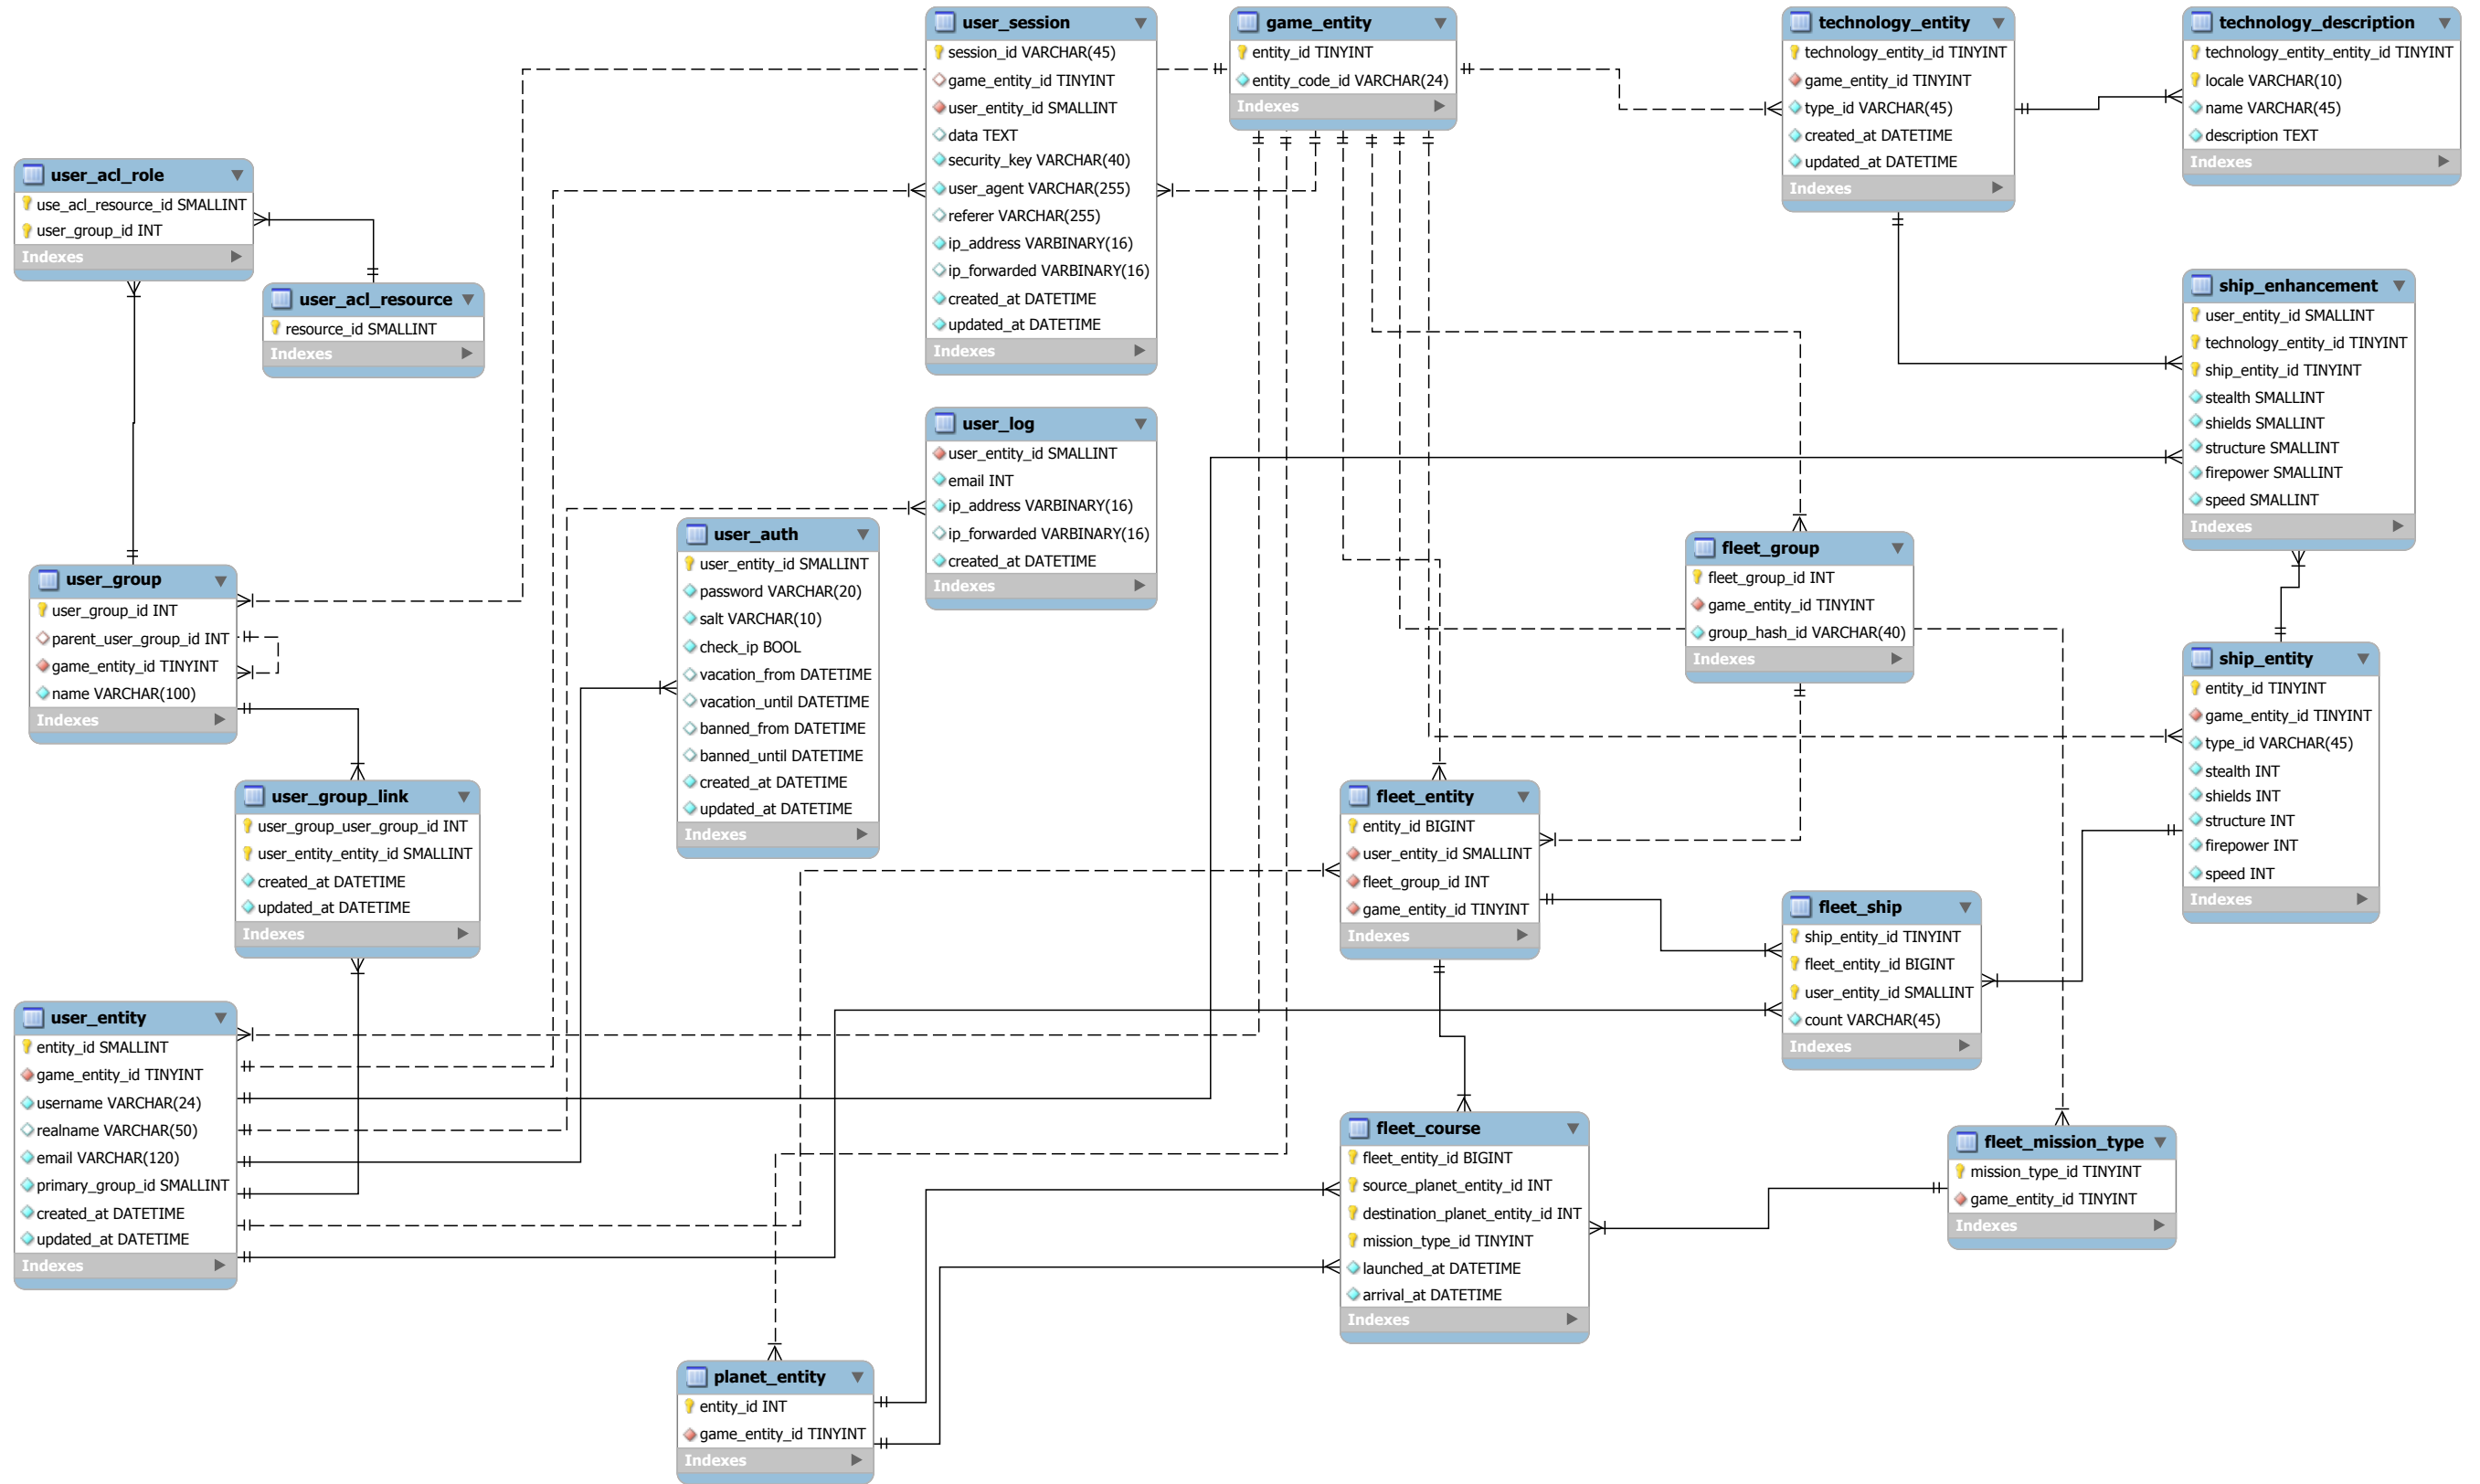 user_session
session_id VARCHAR(45)
game_entity_id TINYINT
user_entity_id SMALLINT
data TEXT
security_key VARCHAR(40)
user_agent VARCHAR(255)
referer VARCHAR(255)
ip_address VARBINARY(16)
ip_forwarded VARBINARY(16)
created_at DATETIME
updated_at DATETIME
Indexes
game_entity
entity_id TINYINT
entity_code_id VARCHAR(24)
Indexes
technology_entity
technology_entity_id TINYINT
game_entity_id TINYINT
type_id VARCHAR(45)
created_at DATETIME
updated_at DATETIME
Indexes
technology_description
technology_entity_entity_id TINYINT
locale VARCHAR(10)
name VARCHAR(45)
description TEXT
Indexes
user_acl_role
use_acl_resource_id SMALLINT
user_group_id INT
Indexes
user_acl_resource
resource_id SMALLINT
Indexes
ship_enhancement
user_entity_id SMALLINT
technology_entity_id TINYINT
ship_entity_id TINYINT
stealth SMALLINT
shields SMALLINT
structure SMALLINT
firepower SMALLINT
speed SMALLINT
Indexes
user_log
user_entity_id SMALLINT
email INT
ip_address VARBINARY(16)
ip_forwarded VARBINARY(16)
created_at DATETIME
Indexes
user_auth
user_entity_id SMALLINT
password VARCHAR(20)
salt VARCHAR(10)
check_ip BOOL
vacation_from DATETIME
vacation_until DATETIME
banned_from DATETIME
banned_until DATETIME
created_at DATETIME
updated_at DATETIME
Indexes
fleet_group
fleet_group_id INT
game_entity_id TINYINT
group_hash_id VARCHAR(40)
Indexes
user_group
user_group_id INT
parent_user_group_id INT
game_entity_id TINYINT
name VARCHAR(100)
Indexes
ship_entity
entity_id TINYINT
game_entity_id TINYINT
type_id VARCHAR(45)
stealth INT
shields INT
structure INT
firepower INT
speed INT
Indexes
user_group_link
user_group_user_group_id INT
user_entity_entity_id SMALLINT
created_at DATETIME
updated_at DATETIME
Indexes
fleet_entity
entity_id BIGINT
user_entity_id SMALLINT
fleet_group_id INT
game_entity_id TINYINT
Indexes
fleet_ship
ship_entity_id TINYINT
fleet_entity_id BIGINT
user_entity_id SMALLINT
count VARCHAR(45)
Indexes
user_entity
entity_id SMALLINT
game_entity_id TINYINT
username VARCHAR(24)
realname VARCHAR(50)
email VARCHAR(120)
primary_group_id SMALLINT
created_at DATETIME
updated_at DATETIME
Indexes
fleet_course
fleet_entity_id BIGINT
source_planet_entity_id INT
destination_planet_entity_id INT
mission_type_id TINYINT
launched_at DATETIME
arrival_at DATETIME
Indexes
fleet_mission_type
mission_type_id TINYINT
game_entity_id TINYINT
Indexes
planet_entity
entity_id INT
game_entity_id TINYINT
Indexes